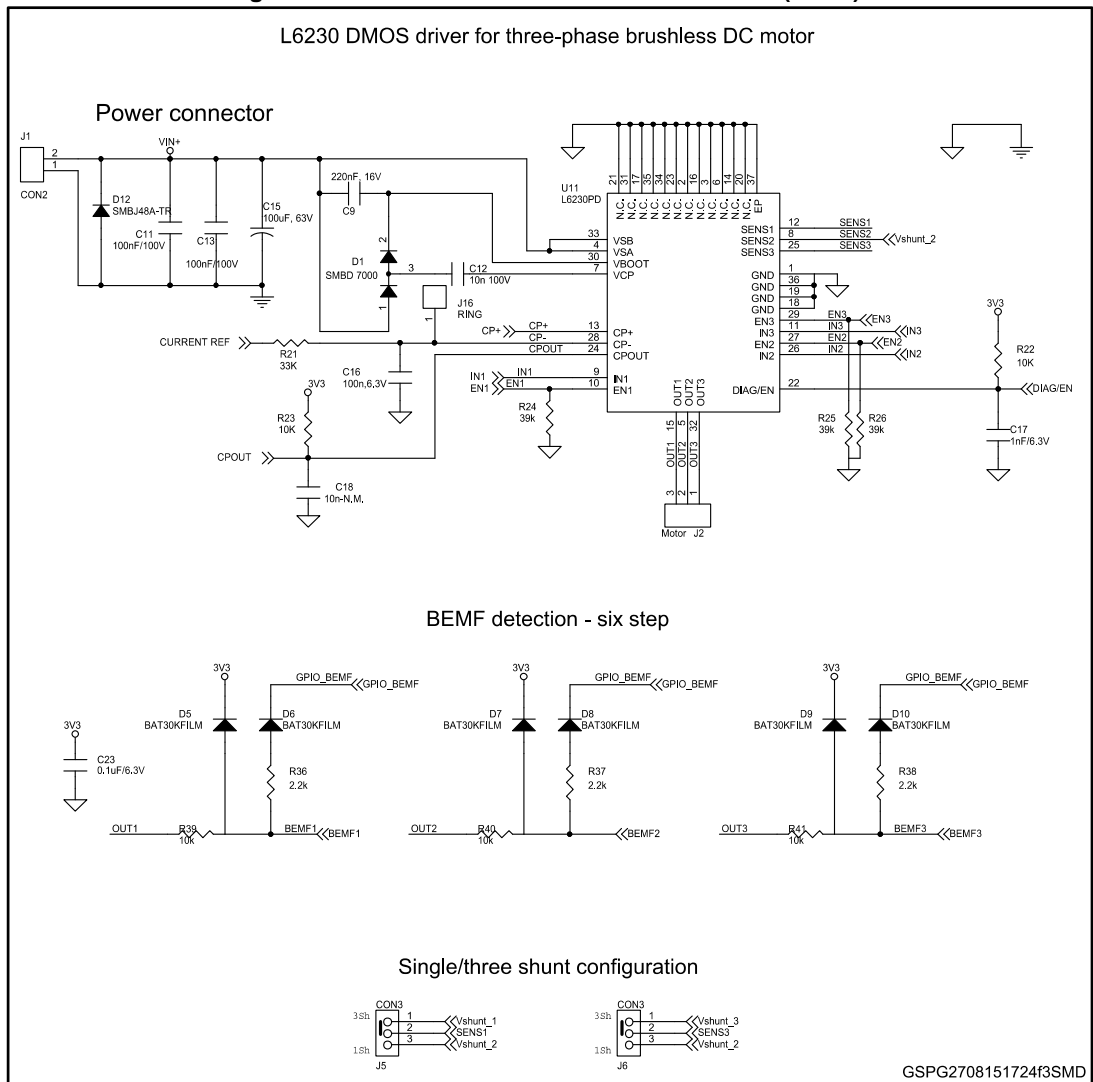 L6230 DMOS driver for three-phase brushless DC motor
Power connector
J1
2
1
CON2
VIN+
D12
SMBJ48A-TR
C11
100nF/100V
C13
100nF/100V
C15
100uF, 63V
220nF, 16V
C9
2
D1
SMBD 7000
3
1
C12
10n 100V
J16
RING
1
CURRENT REF
R21
33K
C16
100n,6,3V
3V3
R23
10K
CPOUT
C18
10n-N.M.
CP+
CP+
CP-
CPOUT
IN1
IN1
EN1
EN1
R24
39k
U11
L6230PD
21
31
17
35
34
23
2
16
3
6
14
20
37
N.C.
N.C.
N.C.
N.C.
N.C.
N.C.
N.C.
N.C.
N.C.
N.C.
N.C.
N.C.
EP
33
VSB
4
VSA
30
VBOOT
7
VCP
13
CP+
28
CP-
24
CPOUT
9
IN1
10
EN1
SENS1
12
SENS1
SENS2
8
SENS2
Vshunt_2
SENS3
25
SENS3
GND
1
GND
36
GND
19
GND
18
EN3
29
EN3
EN3
IN3
11
IN3
IN3
EN2
27
EN2
EN2
IN2
26
IN2
IN2
DIAG/EN
22
DIAG/EN
3V3
R22
10K
C17
1nF/6.3V
R25
39k
R26
39k
OUT1
OUT2
OUT3
15
5
32
OUT1
OUT2
OUT3
3
2
1
Motor J2
BEMF detection - six step
3V3
C23
0.1uF/6.3V
3V3
GPIO_BEMF
GPIO_BEMF
D5
BAT30KFILM
D6
BAT30KFILM
R36
2.2k
OUT1
R39
10k
BEMF1
BEMF1
3V3
GPIO_BEMF
GPIO_BEMF
D7
BAT30KFILM
D8
BAT30KFILM
R37
2.2k
OUT2
R40
10k
BEMF2
3V3
GPIO_BEMF
GPIO_BEMF
D9
BAT30KFILM
D10
BAT30KFILM
R38
2.2k
OUT3
R41
10k
BEMF3
BEMF3
Single/three shunt configuration
CON3
3Sh
1
Vshunt_1
2
SENS1
3
Vshunt_2
1Sh
J5
CON3
3Sh
1
Vshunt_3
2
SENS3
3
Vshunt_2
1Sh
J6
GSPG2708151724f3SMD